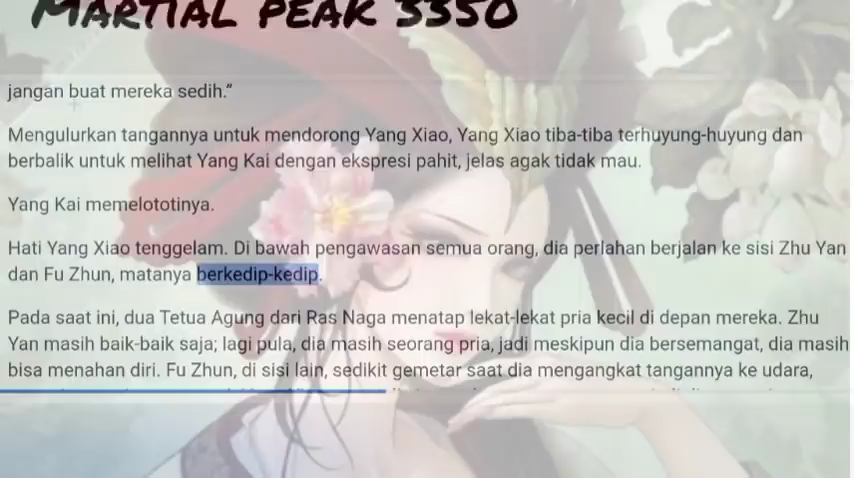 MARTIAL PEAK 3350
jangan buat mereka sedih.”
Mengulurkan tangannya untuk mendorong Yang Xiao, Yang Xiao tiba-tiba terhuyung-huyung dan
berbalik untuk melihat Yang Kai dengan ekspresi pahit, jelas agak tidak mau.
Yang Kai memelototinya.
Hati Yang Xiao tenggelam. Di bawah pengawasan semua orang, dia perlahan berjalan ke sisi Zhu Yan
dan Fu Zhun, matanya berkedip-kedip.
Pada saat ini, dua Tetua Agung dari Ras Naga menatap lekat-lekat pria kecil di depan mereka. Zhu
Yan masih baik-baik saja; lagi pula, dia masih seorang pria, jadi meskipun dia bersemangat, dia masih
bisa menahan diri. Fu Zhun, di sisi lain, sedikit gemetar saat dia mengangkat tangannya ke udara,